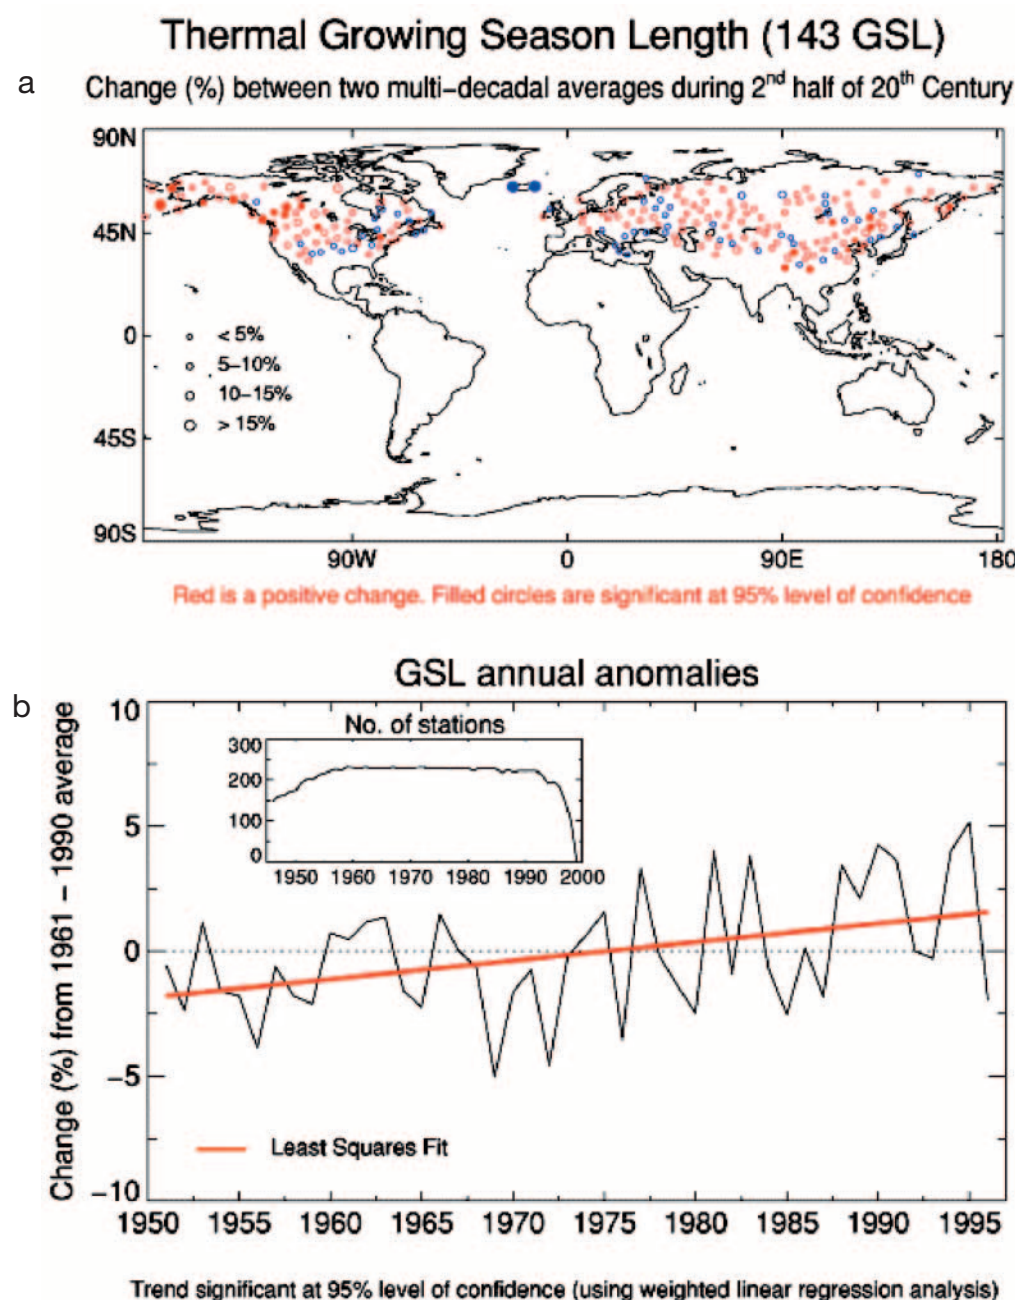 Thermal Growing Season Length (143 GSL)
a
Change (%) between two multi-decadal averages during 2nd half of 20th Century
90N
45N
0
45S
90S
< 5%
5-10%
10-15%
> 15%
90W 0 90E 180
Red is a positive change. Filled circles are significant at 95% level of confidence
GSL annual anomalies
b
Change (%) from 1961 - 1990 average
10
5
0
-5
-10
No. of stations
300
200
100
0
1950 1960 1970 1980 1990 2000
Least Squares Fit
1950 1955 1960 1965 1970 1975 1980 1985 1990 1995
Trend significant at 95% level of confidence (using weighted linear regression analysis)